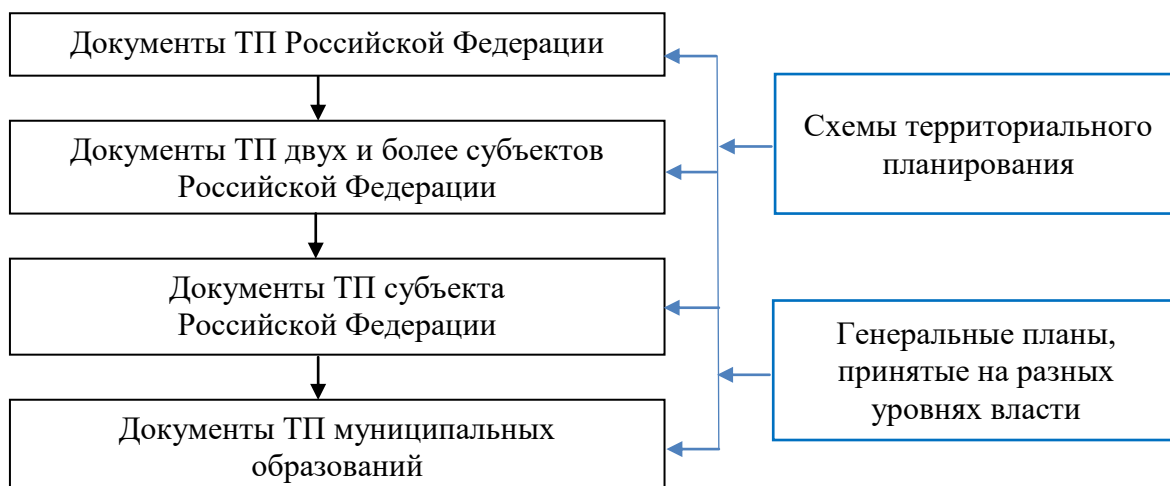 Документы ТП Российской Федерации
Документы ТП двух и более субъектов
Российской Федерации
Документы ТП субъекта
Российской Федерации
Документы ТП муниципальных
образований
Схемы территориального
планирования
Генеральные планы,
принятые на разных
уровнях власти